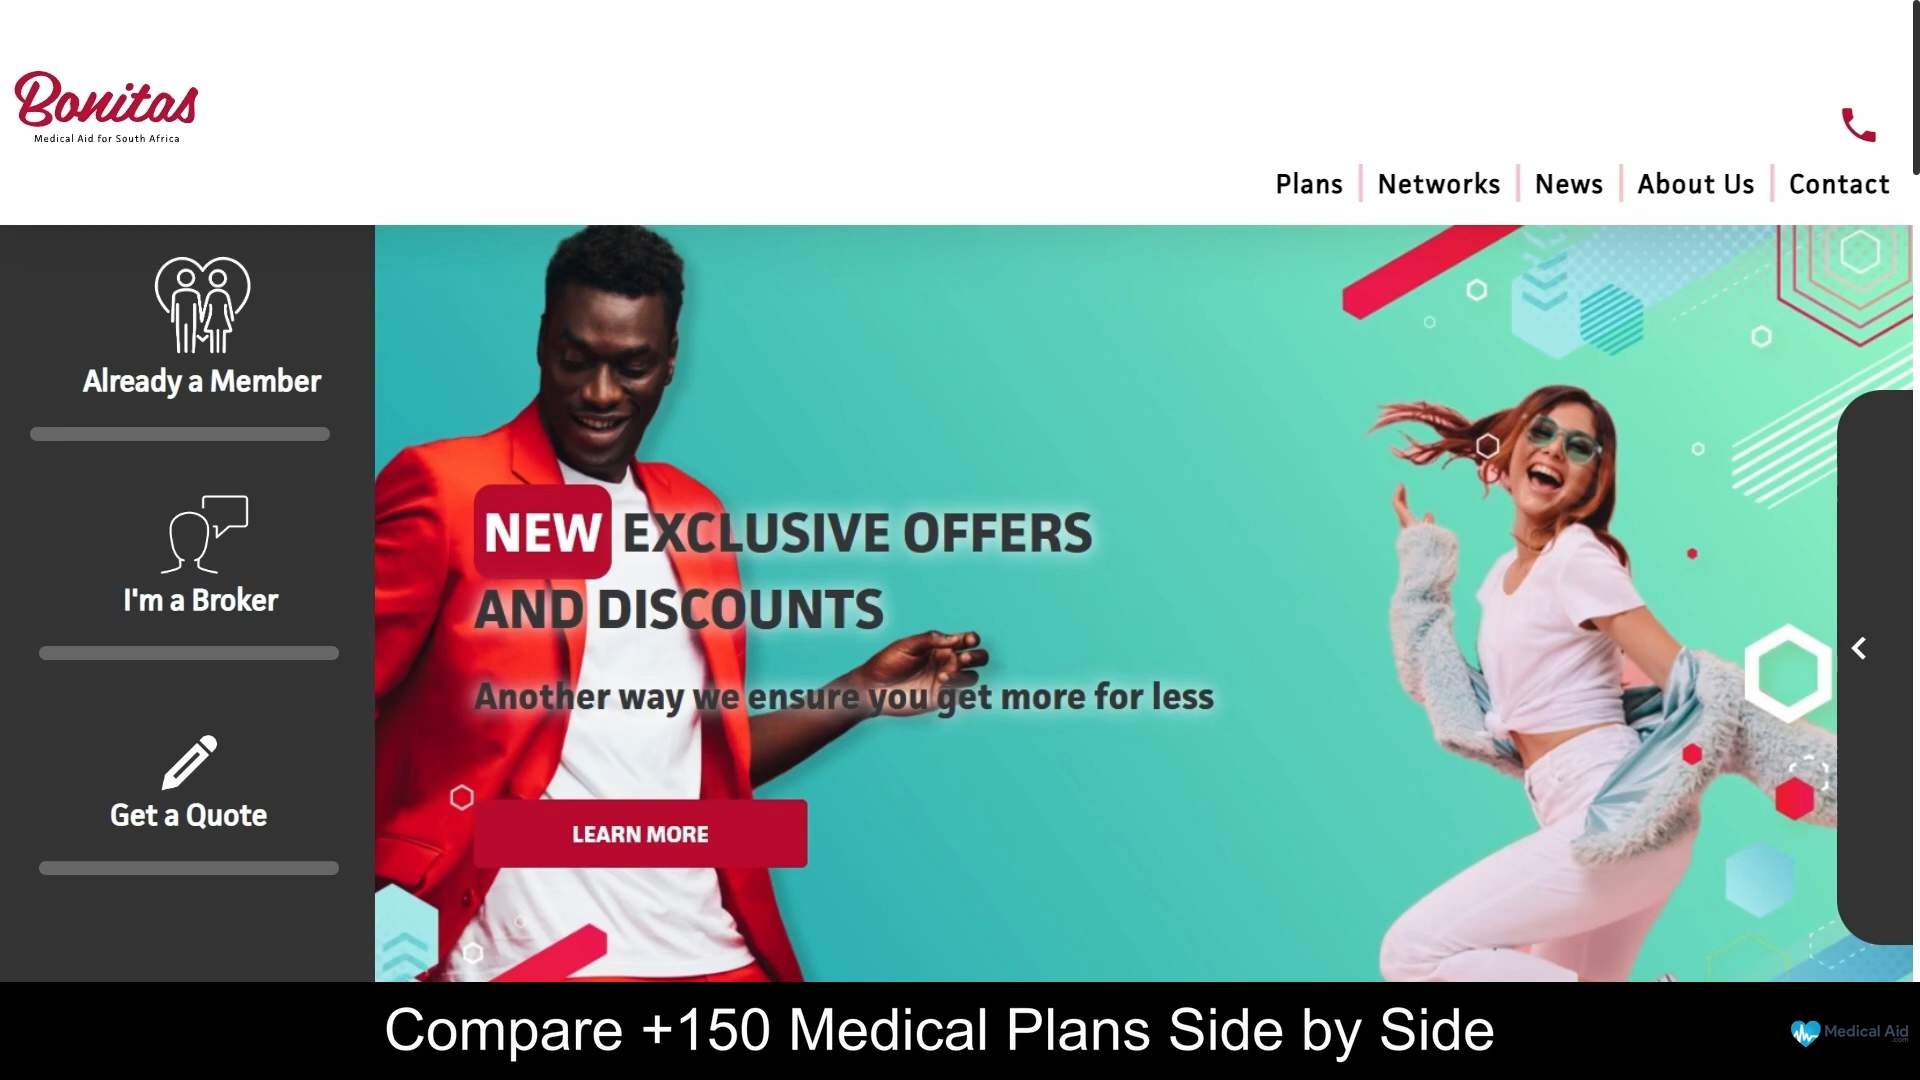 Bonitas
Medical Aid for South Africa
Plans
Networks
News
About Us
Contact
Already a Member
I'm a Broker
Get a Quote
NEW EXCLUSIVE OFFERS
AND DISCOUNTS
Another way we ensure you get more for less
LEARN MORE
Compare +150 Medical Plans Side by Side
Medical Aid
.com